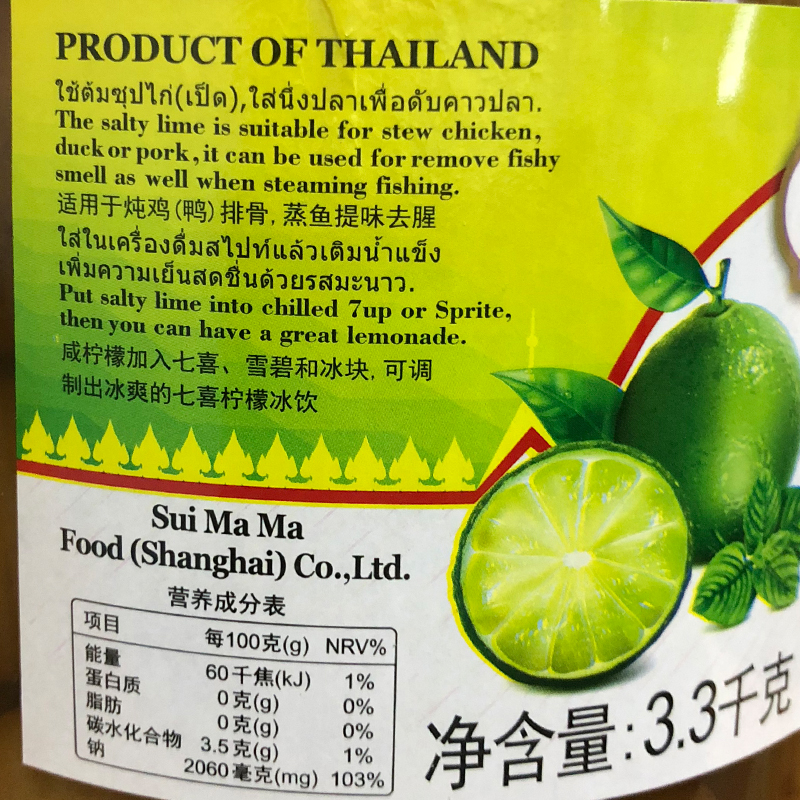 PRODUCT OF THAILAND
ใช้ต้มซุปไก่(เป็ด),ใส่นึ่งปลาเพื่อดับคาวปลา.
The salty lime is suitable for stew chicken,
duck or pork, it can be used for remove fishy
smell as well when steaming fishing.
适用于炖鸡(鸭)排骨,蒸鱼提味去腥
ใส่ในเครื่องดื่มสไปท์แล้วเติมน้ำแข็ง
เพิ่มความเย็นสดชื่นด้วยรสมะนาว.
Put salty lime into chilled 7up or Sprite,
then you can have a great lemonade.
咸柠檬加入七喜、雪碧和冰块,可调
制出冰爽的七喜柠檬冰饮
Sui Ma Ma
Food (Shanghai) Co.,Ltd.
营养成分表
项目 每100克(g) NRV%
能量 60千焦(kJ) 1%
蛋白质 0克(g) 0%
脂肪 0克(g) 0%
碳水化合物 3.5克(g) 1%
钠 2060毫克(mg) 103%
净含量:3.3千克